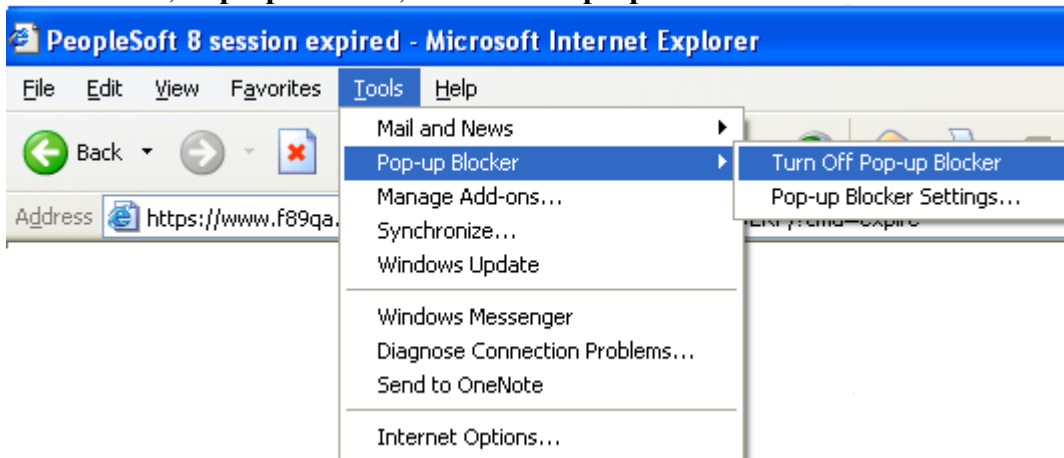 PeopleSoft 8 session expired - Microsoft Internet Explorer
File Edit View Favorites Tools Help
Mail and News
Back
Pop-up Blocker
Turn Off Pop-up Blocker
Manage Add-ons...
Pop-up Blocker Settings...
Address https://www.f89qa.
Synchronize...
Windows Update
Windows Messenger
Diagnose Connection Problems...
Send to OneNote
Internet Options...